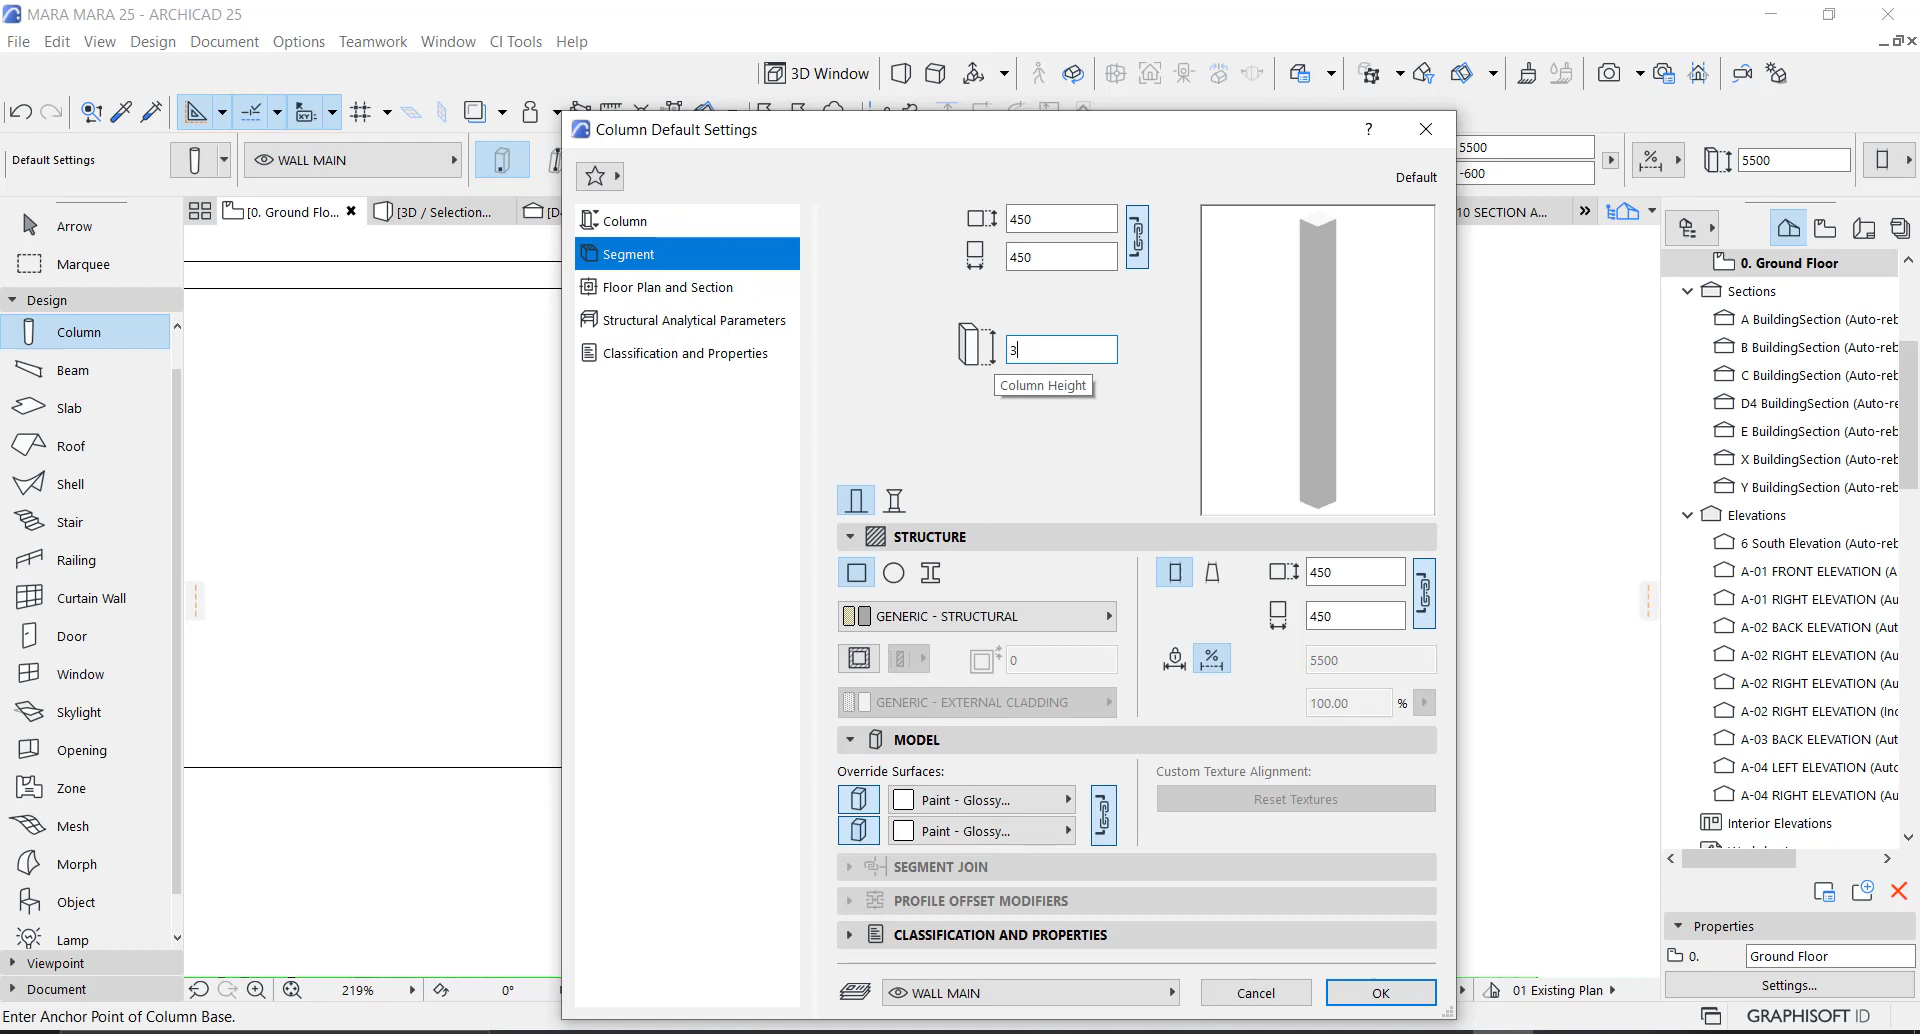 MARA MARA 25 - ARCHICAD 25
File Edit View Design Document Options Teamwork Window CI Tools Help
3D Window
Default Settings
WALL MAIN
5500
-600
5500
[0. Ground Flo...
[3D / Selection...
10 SECTION A...
Column Default Settings
?
Default
Arrow
Marquee
Design
Column
Beam
Slab
Roof
Shell
Stair
Railing
Curtain Wall
Door
Window
Skylight
Opening
Zone
Mesh
Morph
Object
Lamp
Viewpoint
Document
Column
Segment
Floor Plan and Section
Structural Analytical Parameters
Classification and Properties
450
450
3
Column Height
STRUCTURE
GENERIC - STRUCTURAL
0
GENERIC - EXTERNAL CLADDING
450
450
5500
100.00 %
MODEL
Override Surfaces:
Paint - Glossy...
Paint - Glossy...
Custom Texture Alignment:
Reset Textures
SEGMENT JOIN
PROFILE OFFSET MODIFIERS
CLASSIFICATION AND PROPERTIES
WALL MAIN
Cancel
OK
0. Ground Floor
Sections
A BuildingSection (Auto-reb
B BuildingSection (Auto-reb
C BuildingSection (Auto-reb
D4 BuildingSection (Auto-re
E BuildingSection (Auto-reb
X BuildingSection (Auto-reb
Y BuildingSection (Auto-reb
Elevations
6 South Elevation (Auto-reb
A-01 FRONT ELEVATION (A
A-01 RIGHT ELEVATION (Au
A-02 BACK ELEVATION (Aut
A-02 RIGHT ELEVATION (Au
A-02 RIGHT ELEVATION (Au
A-02 RIGHT ELEVATION (Inc
A-03 BACK ELEVATION (Aut
A-04 LEFT ELEVATION (Auto
A-04 RIGHT ELEVATION (Au
Interior Elevations
Properties
0. Ground Floor
Settings...
219%
0°
01 Existing Plan
Enter Anchor Point of Column Base.
GRAPHISOFT ID